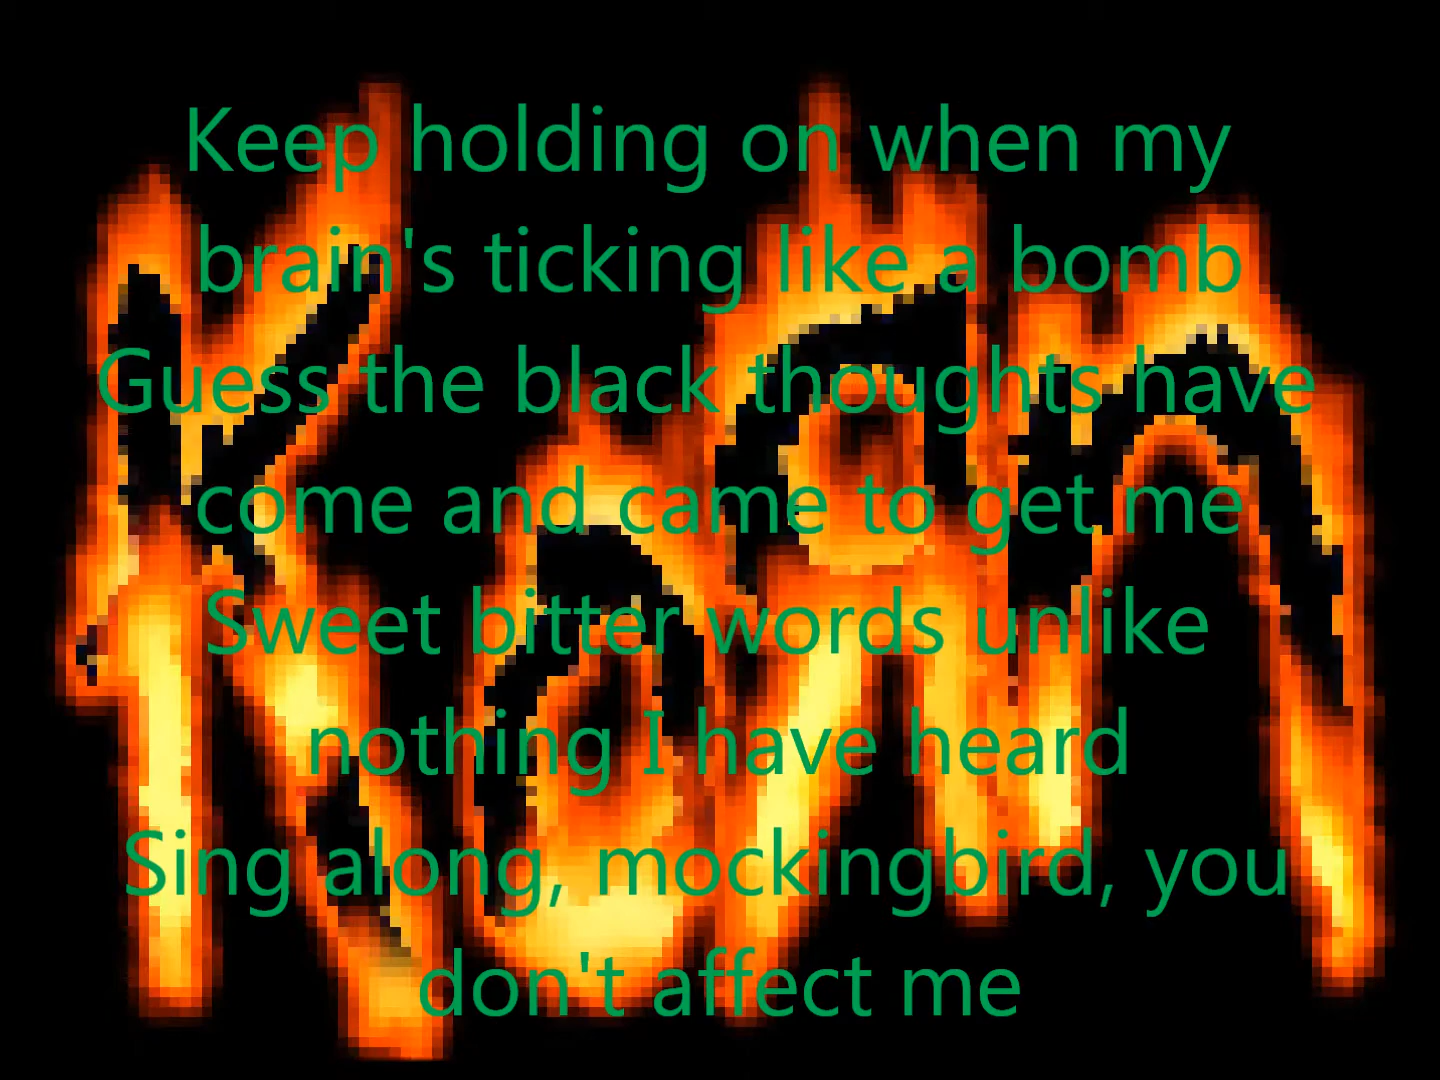 Keep holding on when my
brain's ticking like a bomb
Guess the black thoughts have
come and came to get me
Sweet bitter words unlike
nothing I have heard
Sing along, mockingbird, you
don't affect me
KoЯn